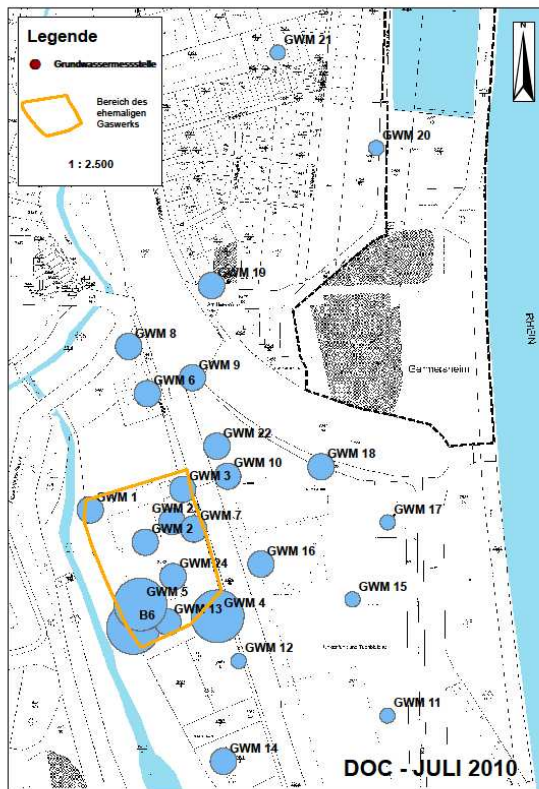 Legende
Grundwassermessstelle
Bereich des
ehemaligen
Gaswerks
1 : 2.500
N
GWM 21
GWM 20
GWM 19
RHEIN
GWM 8
GWM 9
GWM 6
Germersheim
GWM 22
GWM 18
GWM 10
GWM 3
GWM 1
GWM 2
GWM 7
GWM 17
GWM 2
GWM 16
GWM 24
GWM 5
GWM 15
B6
GWM 13
GWM 4
GWM 12
GWM 11
GWM 14
DOC - JULI 2010